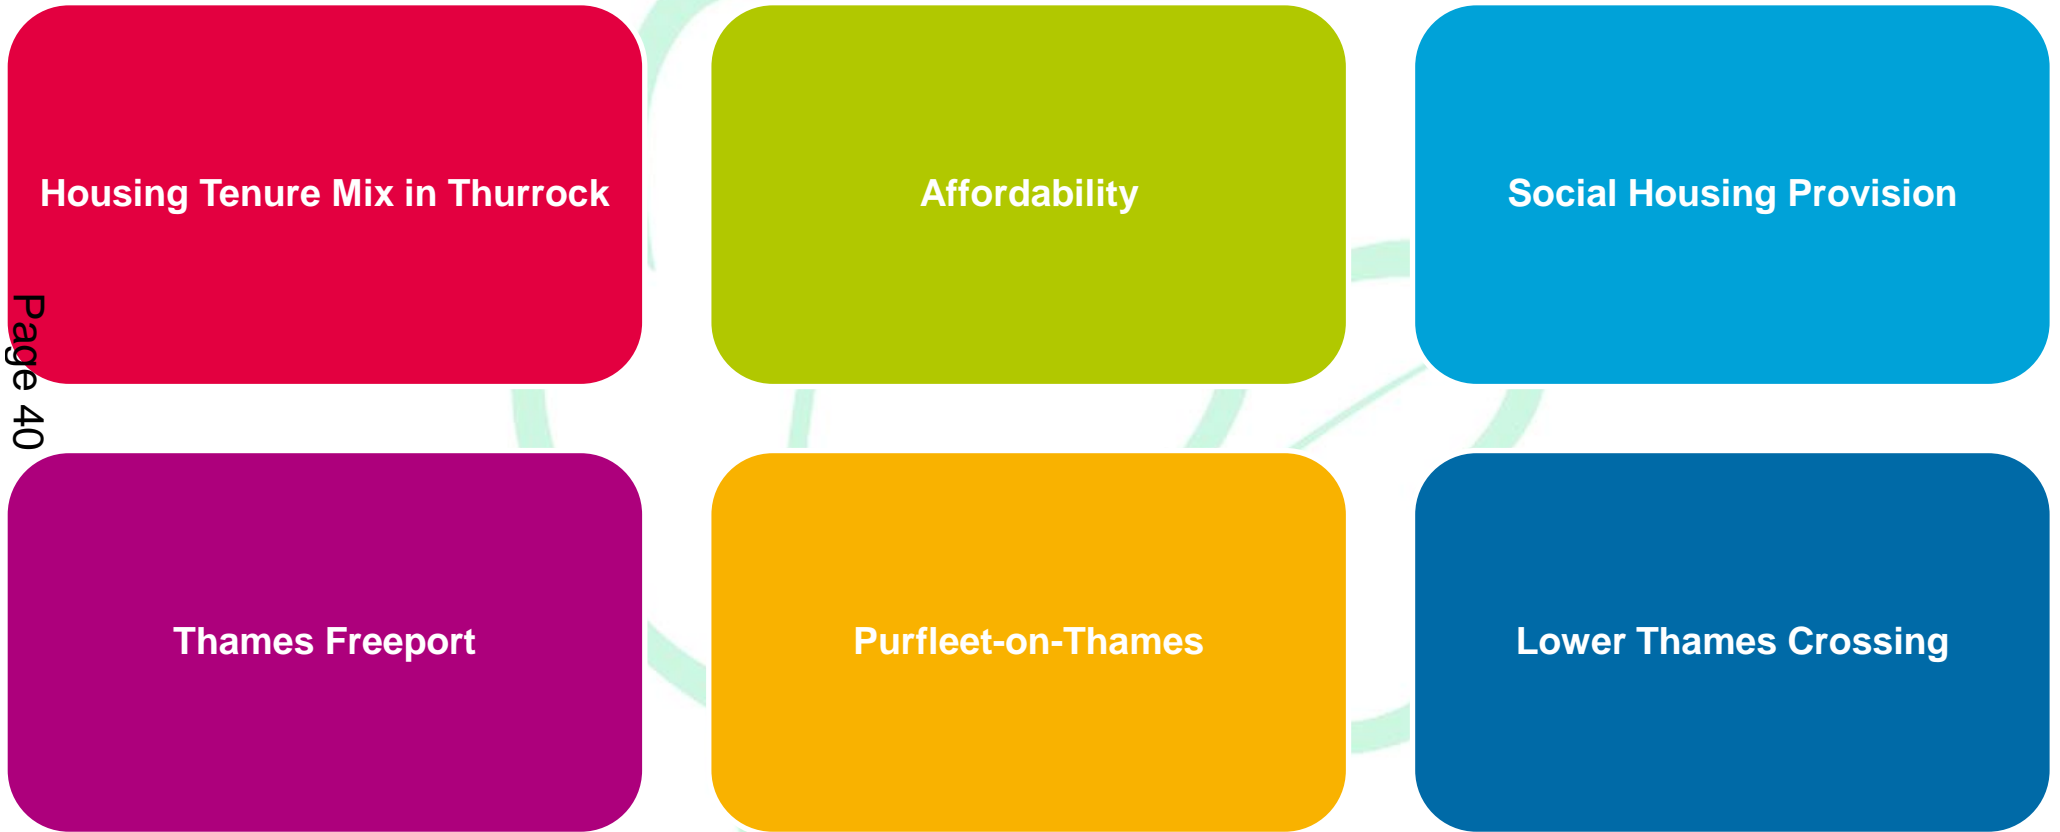 Housing Tenure Mix in Thurrock
Affordability
Social Housing Provision
Page 40
Thames Freeport
Purfleet-on-Thames
Lower Thames Crossing